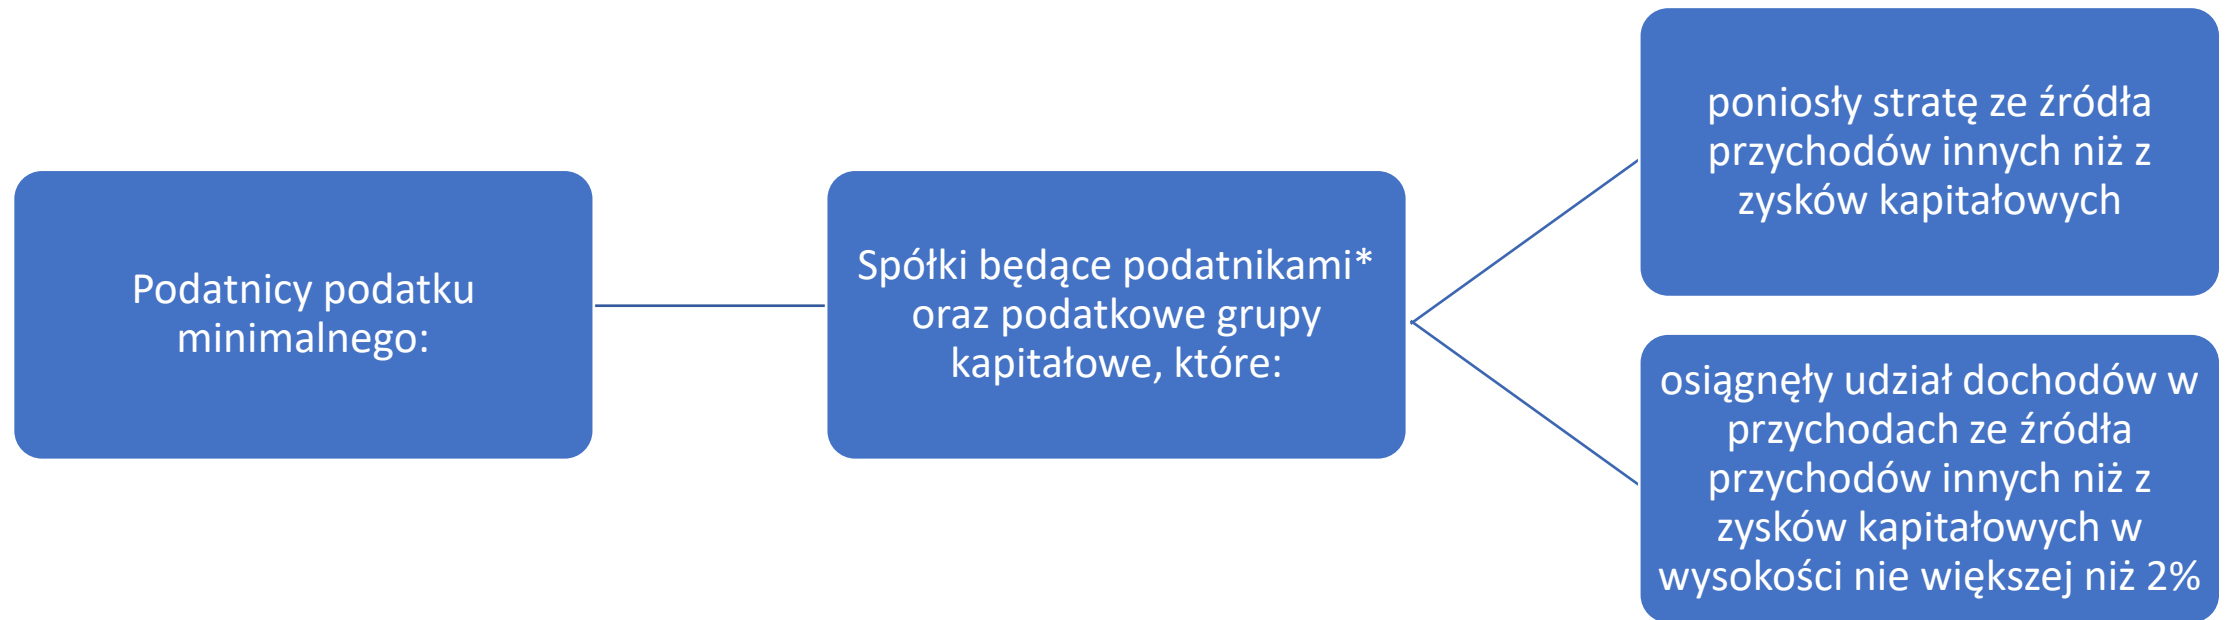 Podatnicy podatku
minimalnego:
Spółki będące podatnikami*
oraz podatkowe grupy
kapitałowe, które:
poniosły stratę ze źródła
przychodów innych niż z
zysków kapitałowych
osiągnęły udział dochodów w
przychodach ze źródła
przychodów innych niż z
zysków kapitałowych w
wysokości nie większej niż 2%